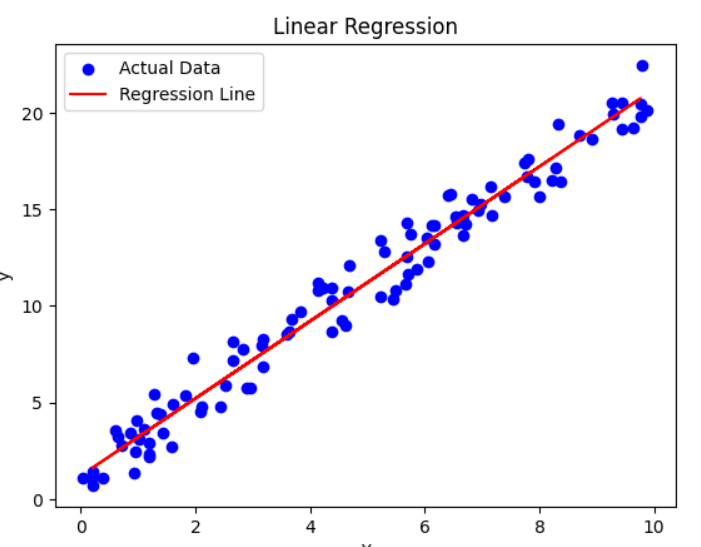 Linear Regression
Actual Data
Regression Line
20
15
10
5
0
y
0 2 4 6 8 10
x